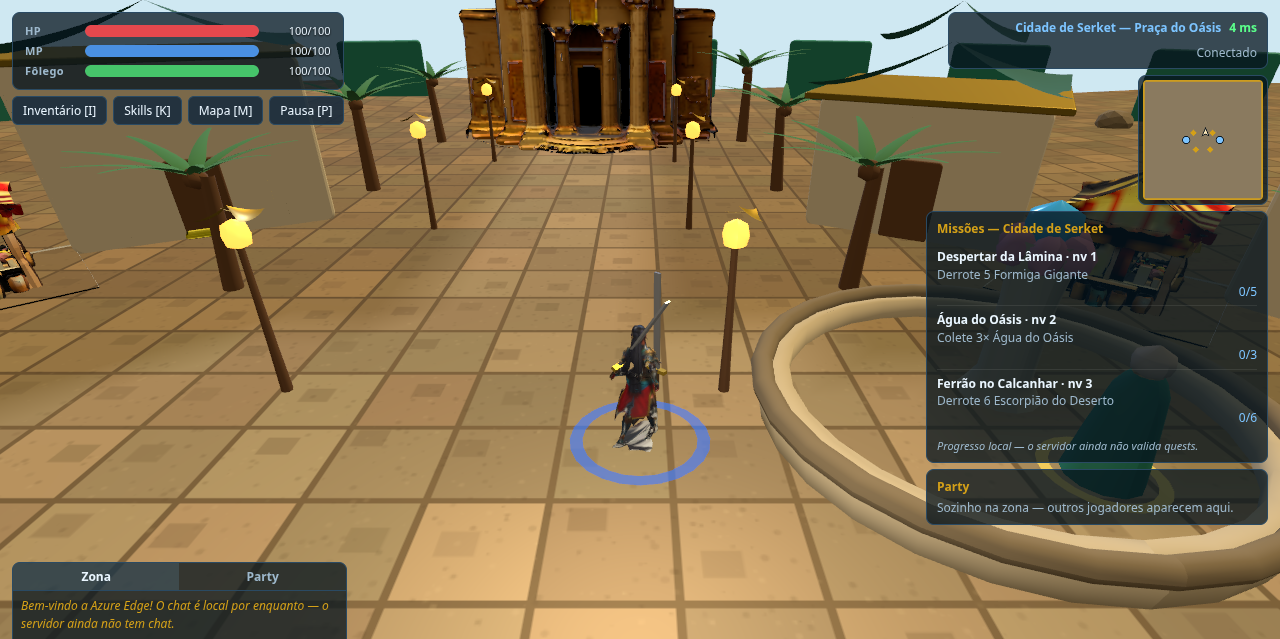 HP 100/100
MP 100/100
Fôlego 100/100
Inventário [I] Skills [K] Mapa [M] Pausa [P]
Cidade de Serket — Praça do Oásis 4 ms
Conectado
Missões — Cidade de Serket
Despertar da Lâmina · nv 1
Derrote 5 Formiga Gigante
0/5
Água do Oásis · nv 2
Colete 3× Água do Oásis
0/3
Ferrão no Calcanhar · nv 3
Derrote 6 Escorpião do Deserto
0/6
Progresso local — o servidor ainda não valida quests.
Party
Sozinho na zona — outros jogadores aparecem aqui.
Zona Party
Bem-vindo a Azure Edge! O chat é local por enquanto — o
servidor ainda não tem chat.